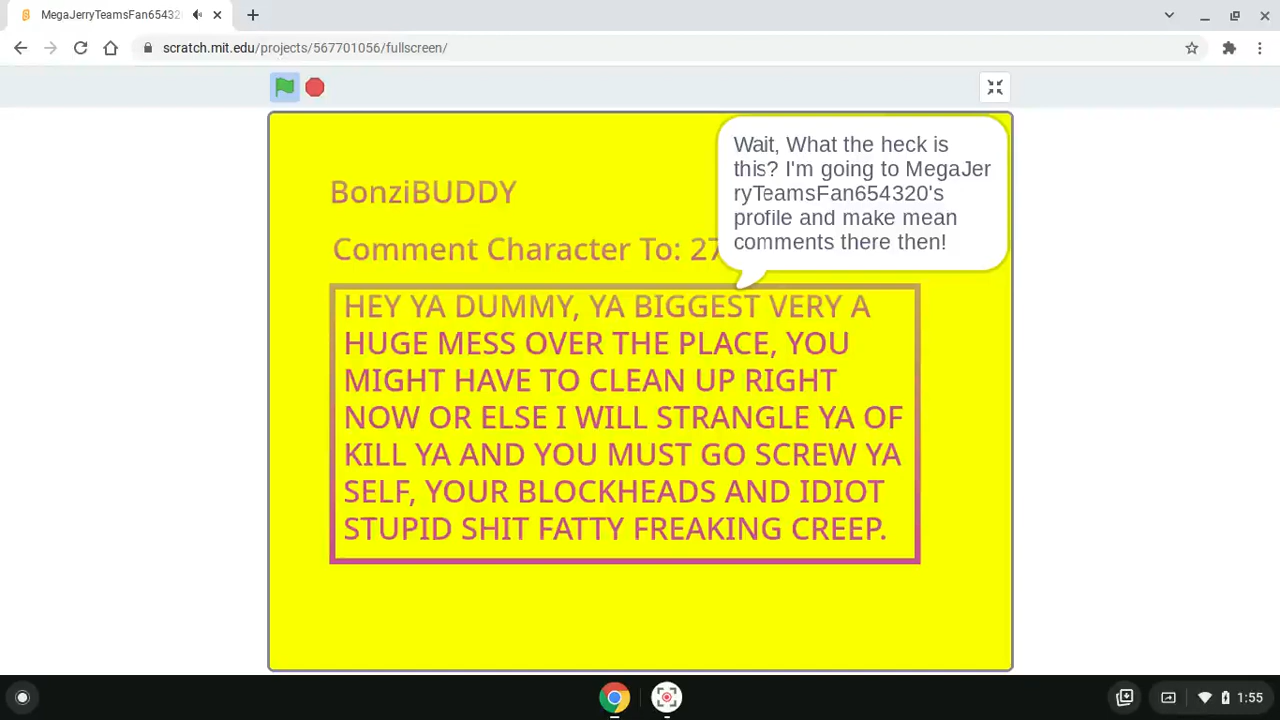 MegaJerryTeamsFan65432
scratch.mit.edu/projects/567701056/fullscreen/
Wait, What the heck is
this? I'm going to MegaJer
ryTeamsFan654320's
profile and make mean
comments there then!
BonziBUDDY
Comment Character To: 27
HEY YA DUMMY, YA BIGGEST VERY A
HUGE MESS OVER THE PLACE, YOU
MIGHT HAVE TO CLEAN UP RIGHT
NOW OR ELSE I WILL STRANGLE YA OF
KILL YA AND YOU MUST GO SCREW YA
SELF, YOUR BLOCKHEADS AND IDIOT
STUPID SHIT FATTY FREAKING CREEP.
1:55